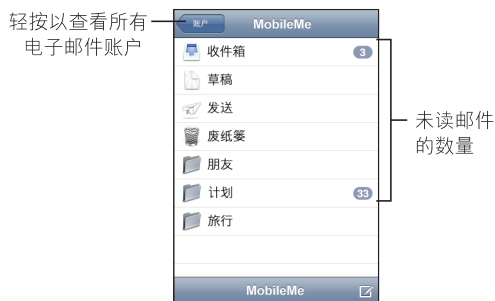 轻按以查看所有
电子邮件账户
账户
MobileMe
收件箱
3
草稿
发送
废纸篓
朋友
计划
33
旅行
未读邮件
的数量
MobileMe